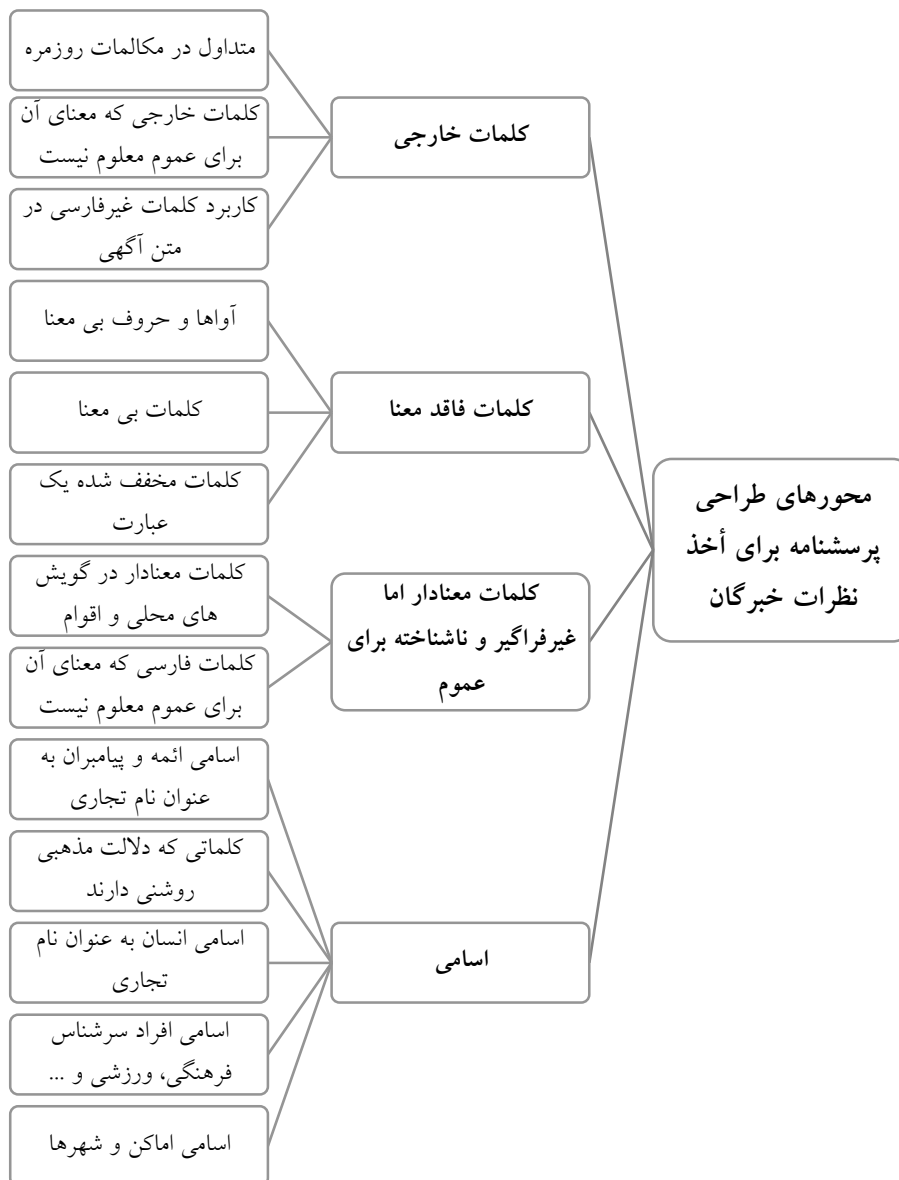 محورهای طراحی
پرسشنامه برای أخذ
نظرات خبرگان
کلمات خارجی
متداول در مکالمات روزمره
کلمات خارجی که معنای آن
برای عموم معلوم نیست
کاربرد کلمات غیرفارسی در
متن آگهی
کلمات فاقد معنا
آواها و حروف بی معنا
کلمات بی معنا
کلمات مخفف شده یک
عبارت
کلمات معنادار اما
غیرفراگیر و ناشناخته برای
عموم
کلمات معنادار در گویش
های محلی و اقوام
کلمات فارسی که معنای آن
برای عموم معلوم نیست
اسامی
اسامی ائمه و پیامبران به
عنوان نام تجاری
کلماتی که دلالت مذهبی
روشنی دارند
اسامی انسان به عنوان نام
تجاری
اسامی افراد سرشناس
فرهنگی، ورزشی و ...
اسامی اماکن و شهرها